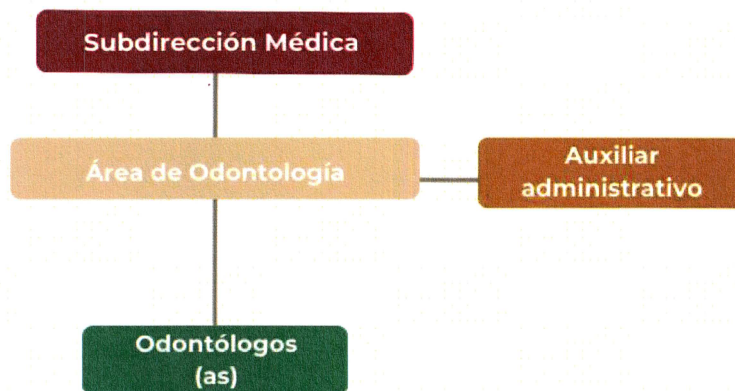 Subdirección Médica
Área de Odontología
Auxiliar
administrativo
Odontólogos
(as)